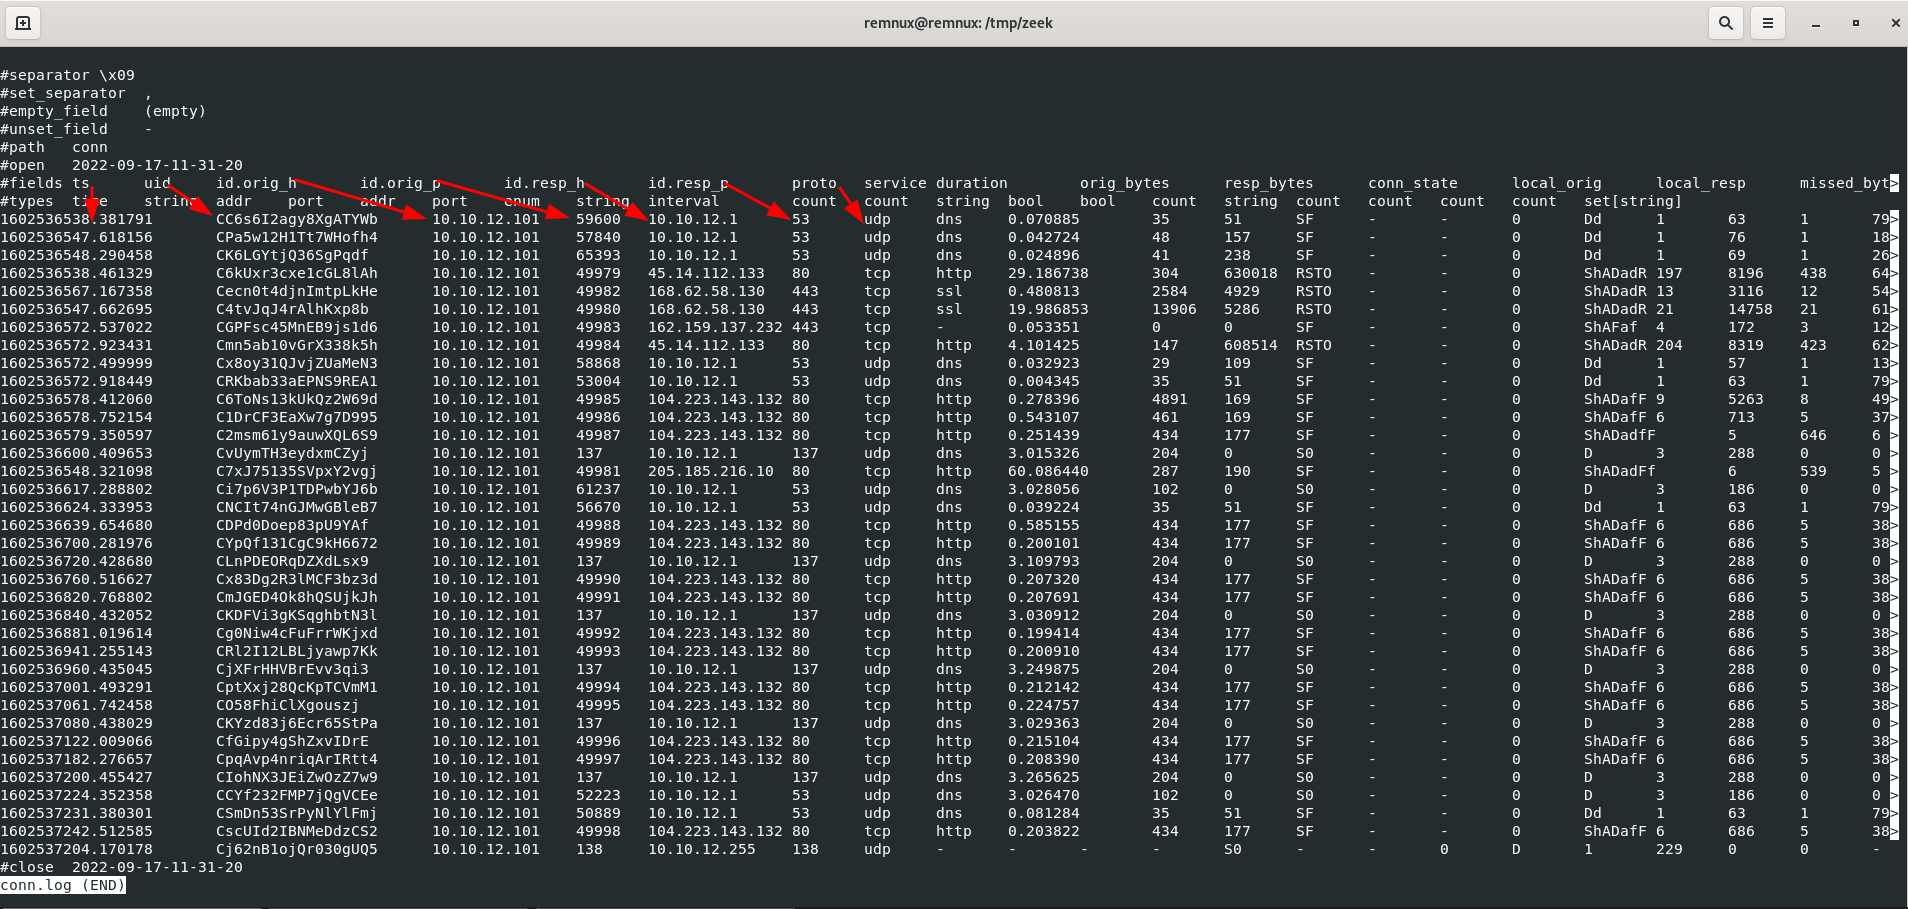 remnux@remnux: /tmp/zeek
#separator \x09
#set_separator  ,
#empty_field    (empty)
#unset_field    -
#path   conn
#open   2022-09-17-11-31-20
#fields ts      uid     id.orig_h       id.orig_p       id.resp_h       id.resp_p       proto   service duration        orig_bytes      resp_bytes      conn_state      local_orig      local_resp      missed_byt>
#types  time    string  addr    port    addr    port    enum    string  interval        count   count   string  bool    bool    count   string  count   count   count   count   set[string]
1602536538.381791       CC6s6I2agy8XgATYWb      10.10.12.101    59600   10.10.12.1      53      udp     dns     0.070885        35      51      SF      -       -       0       Dd      1       63      1       79>
1602536547.618156       CPa5w12H1Tt7WHofh4      10.10.12.101    57840   10.10.12.1      53      udp     dns     0.042724        48      157     SF      -       -       0       Dd      1       76      1       18>
1602536548.290458       CK6LGYtjQ36SgPqdf       10.10.12.101    65393   10.10.12.1      53      udp     dns     0.024896        41      238     SF      -       -       0       Dd      1       69      1       26>
1602536538.461329       C6kUxr3cxe1cGL8lAh      10.10.12.101    49979   45.14.112.133   80      tcp     http    29.186738       304     630018  RSTO    -       -       0       ShADadR 197     8196    438     64>
1602536567.167358       Cecn0t4djnImtpLkHe      10.10.12.101    49982   168.62.58.130   443     tcp     ssl     0.480813        2584    4929    RSTO    -       -       0       ShADadR 13      3116    12      54>
1602536547.662695       C4tvJqJ4rAlhKxp8b       10.10.12.101    49980   168.62.58.130   443     tcp     ssl     19.986853       13906   5286    RSTO    -       -       0       ShADadR 21      14758   21      61>
1602536572.537022       CGPFsc45MnEB9js1d6      10.10.12.101    49983   162.159.137.232 443     tcp     -       0.053351        0       0       SF      -       -       0       ShAFaf  4       172     3       12>
1602536572.923431       Cmn5ab10vGrX338k5h      10.10.12.101    49984   45.14.112.133   80      tcp     http    4.101425        147     608514  RSTO    -       -       0       ShADadR 204     8319    423     62>
1602536572.499999       Cx8oy31QJvjZUaMeN3      10.10.12.101    58868   10.10.12.1      53      udp     dns     0.032923        29      109     SF      -       -       0       Dd      1       57      1       13>
1602536572.918449       CRKbab33aEPNS9REA1      10.10.12.101    53004   10.10.12.1      53      udp     dns     0.004345        35      51      SF      -       -       0       Dd      1       63      1       79>
1602536578.412060       C6ToNs13kUkQz2W69d      10.10.12.101    49985   104.223.143.132 80      tcp     http    0.278396        4891    169     SF      -       -       0       ShADafF 9       5263    8       49>
1602536578.752154       C1DrCF3EaXw7g7D995      10.10.12.101    49986   104.223.143.132 80      tcp     http    0.543107        461     169     SF      -       -       0       ShADafF 6       713     5       37>
1602536579.350597       C2msm61y9auwXQL6S9      10.10.12.101    49987   104.223.143.132 80      tcp     http    0.251439        434     177     SF      -       -       0       ShADadfF        5       646     6 >
1602536600.409653       CvUymTH3eydxmCZyj       10.10.12.101    137     10.10.12.1      137     udp     dns     3.015326        204     0       S0      -       -       0       D       3       288     0       0>
1602536548.321098       C7xJ75135SVpxY2vgj      10.10.12.101    49981   205.185.216.10  80      tcp     http    60.086440       287     190     SF      -       -       0       ShADadFf        6       539     5 >
1602536617.288802       Ci7p6V3P1TDPwbYJ6b      10.10.12.101    61237   10.10.12.1      53      udp     dns     3.028056        102     0       S0      -       -       0       D       3       186     0       0 >
1602536624.333953       CNCIt74nGJMwGBleB7      10.10.12.101    56670   10.10.12.1      53      udp     dns     0.039224        35      51      SF      -       -       0       Dd      1       63      1       79>
1602536639.654680       CDPd0Doep83pU9YAf       10.10.12.101    49988   104.223.143.132 80      tcp     http    0.585155        434     177     SF      -       -       0       ShADafF 6       686     5       38>
1602536700.281976       CYpQf131CgC9kH6672      10.10.12.101    49989   104.223.143.132 80      tcp     http    0.200101        434     177     SF      -       -       0       ShADafF 6       686     5       38>
1602536720.428680       CLnPDEORqDZXdLsx9       10.10.12.101    137     10.10.12.1      137     udp     dns     3.109793        204     0       S0      -       -       0       D       3       288     0       0>
1602536760.516627       Cx83Dg2R3lMCF3bz3d      10.10.12.101    49990   104.223.143.132 80      tcp     http    0.207320        434     177     SF      -       -       0       ShADafF 6       686     5       38>
1602536820.768802       CmJGED4Ok8hQSUjkJh      10.10.12.101    49991   104.223.143.132 80      tcp     http    0.207691        434     177     SF      -       -       0       ShADafF 6       686     5       38>
1602536840.432052       CKDFVi3gKSqghbtN3l      10.10.12.101    137     10.10.12.1      137     udp     dns     3.030912        204     0       S0      -       -       0       D       3       288     0       0>
1602536881.019614       Cg0Niw4cFuFrrWKjxd      10.10.12.101    49992   104.223.143.132 80      tcp     http    0.199414        434     177     SF      -       -       0       ShADafF 6       686     5       38>
1602536941.255143       CRl2I12LBLjyawp7Kk      10.10.12.101    49993   104.223.143.132 80      tcp     http    0.200910        434     177     SF      -       -       0       ShADafF 6       686     5       38>
1602536960.435045       CjXFrHHVBrEvv3qi3       10.10.12.101    137     10.10.12.1      137     udp     dns     3.249875        204     0       S0      -       -       0       D       3       288     0       0>
1602537001.493291       CptXxj28QcKpTCVmM1      10.10.12.101    49994   104.223.143.132 80      tcp     http    0.212142        434     177     SF      -       -       0       ShADafF 6       686     5       38>
1602537061.742458       CO58FhiClXgouszj        10.10.12.101    49995   104.223.143.132 80      tcp     http    0.224757        434     177     SF      -       -       0       ShADafF 6       686     5       38>
1602537080.438029       CKYzd83j6Ecr65StPa      10.10.12.101    137     10.10.12.1      137     udp     dns     3.029363        204     0       S0      -       -       0       D       3       288     0       0>
1602537122.009066       CfGipy4gShZxvIDrE       10.10.12.101    49996   104.223.143.132 80      tcp     http    0.215104        434     177     SF      -       -       0       ShADafF 6       686     5       38>
1602537182.276657       CpqAvp4nriqArIRtt4      10.10.12.101    49997   104.223.143.132 80      tcp     http    0.208390        434     177     SF      -       -       0       ShADafF 6       686     5       38>
1602537200.455427       CIohNX3JEiZwOzZ7w9      10.10.12.101    137     10.10.12.1      137     udp     dns     3.265625        204     0       S0      -       -       0       D       3       288     0       0>
1602537224.352358       CCYf232FMP7jQgVCEe      10.10.12.101    52223   10.10.12.1      53      udp     dns     3.026470        102     0       S0      -       -       0       D       3       186     0       0 >
1602537231.380301       CSmDn53SrPyNlYlFmj      10.10.12.101    50889   10.10.12.1      53      udp     dns     0.081284        35      51      SF      -       -       0       Dd      1       63      1       79>
1602537242.512585       CscUId2IBNMeDdzCS2      10.10.12.101    49998   104.223.143.132 80      tcp     http    0.203822        434     177     SF      -       -       0       ShADafF 6       686     5       38>
1602537204.170178       Cj62nB1ojQr030gUQ5      10.10.12.101    138     10.10.12.255    138     udp     -       -       -       -       S0      -       -       0       D       1       229     0       0       -
#close  2022-09-17-11-31-20
conn.log (END)